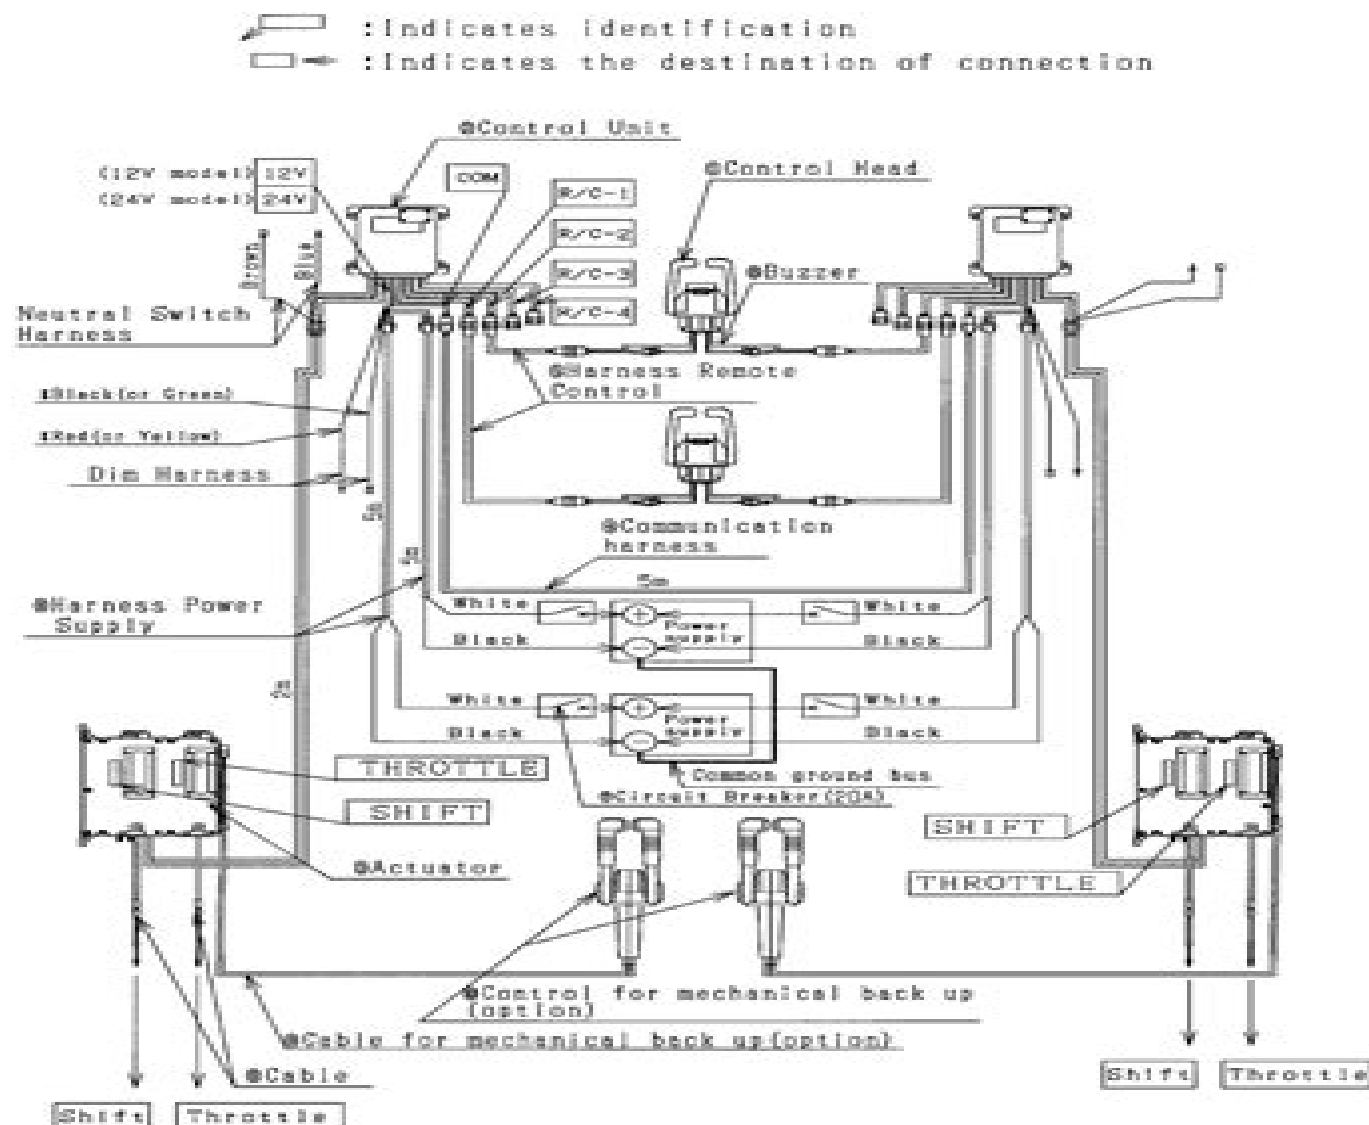 :Indicates identification
:Indicates the destination of connection
Control Unit
(12V model) 12V
(24V model) 24V
COM
Control Head
R/C-1
R/C-2
R/C-3
R/C-4
Brown
Blue
Buzzer
Neutral Switch
Harness
Harness Remote
Control
Black(or Green)
Red(or Yellow)
Dim Harness
Communication
harness
5m
Harness Power
Supply
White
Power
supply
White
Black
Black
White
Power
supply
White
Black
Black
Common ground bus
Circuit Breaker(20A)
THROTTLE
SHIFT
Actuator
SHIFT
THROTTLE
Control for mechanical back up
(option)
Cable for mechanical back up(option)
Cable
Shift
Throttle
Shift
Throttle